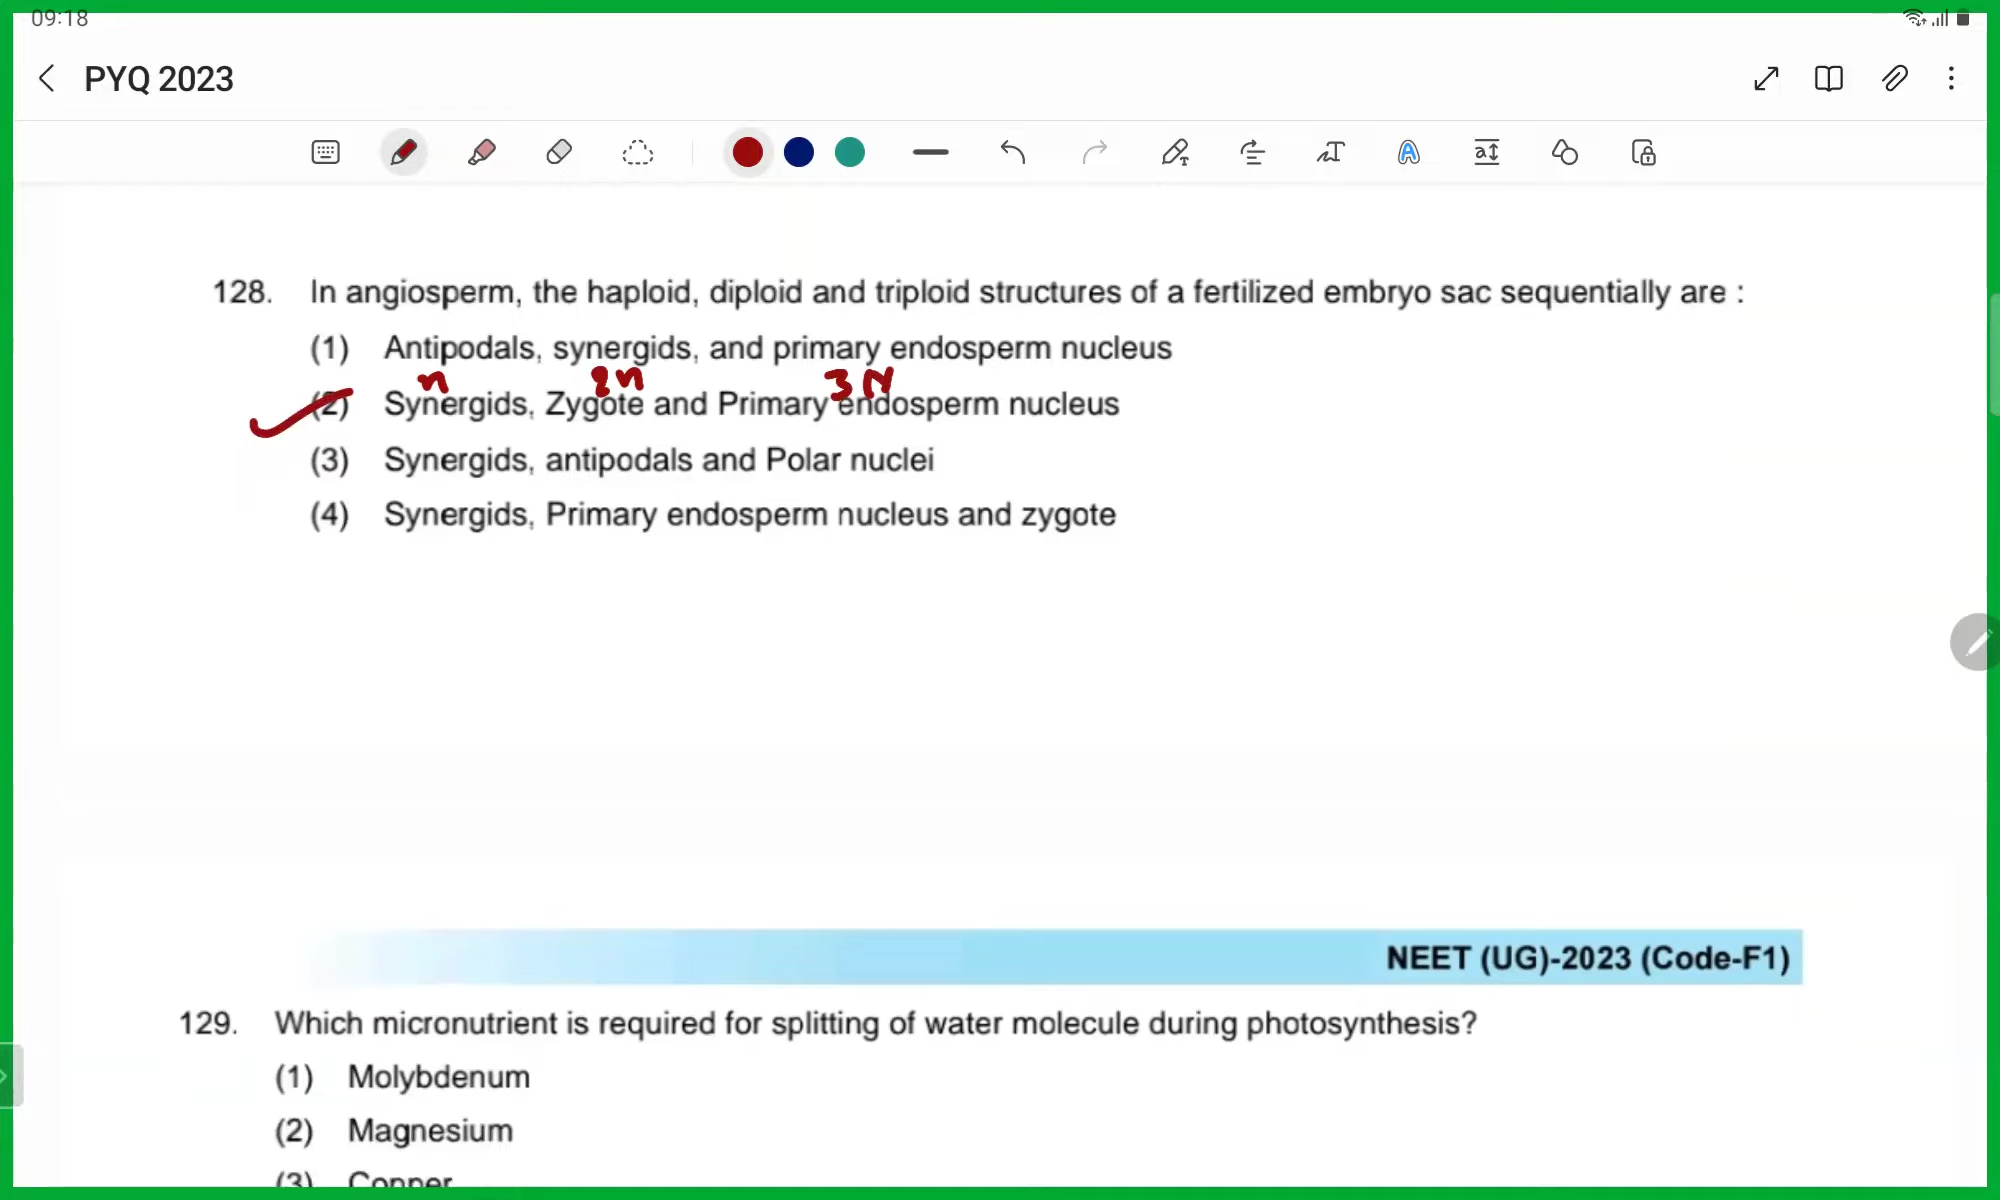 09:18
PYQ 2023
128. In angiosperm, the haploid, diploid and triploid structures of a fertilized embryo sac sequentially are :
(1) Antipodals, synergids, and primary endosperm nucleus
n 2n 3N
(2) Synergids, Zygote and Primary endosperm nucleus
(3) Synergids, antipodals and Polar nuclei
(4) Synergids, Primary endosperm nucleus and zygote
NEET (UG)-2023 (Code-F1)
129. Which micronutrient is required for splitting of water molecule during photosynthesis?
(1) Molybdenum
(2) Magnesium
(3) Copper